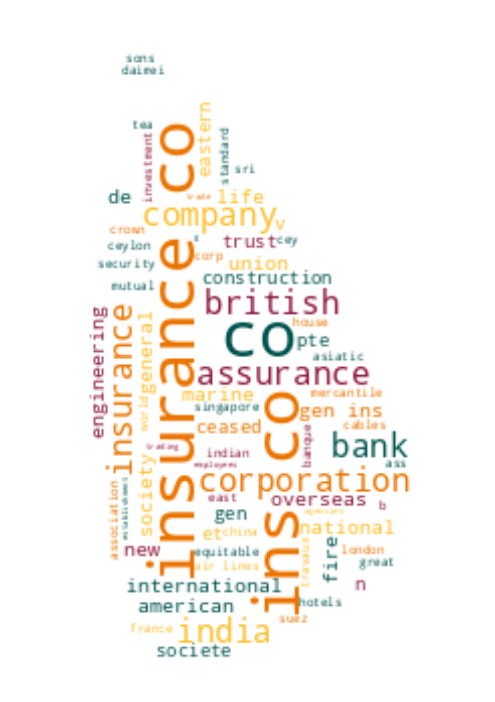 sons
daimei
tea
investment
insurance co
eastern
standard
sri
de
trade
life
company
v
crown
ceylon
trust
cey
corp
security
union
mutual
construction
british
house
co
pte
asiatic
engineering
insurance
general
world
assurance
marine
mercantile
singapore
gen ins
cables
ceased
ins co
banque
bank
trading
indian
employees
ass
society
corporation
association
establishment
east
overseas
b
gen
agencies
et
china
national
new
equitable
travaux
fire
london
air lines
great
international
n
american
hotels
suez
france
india
societe